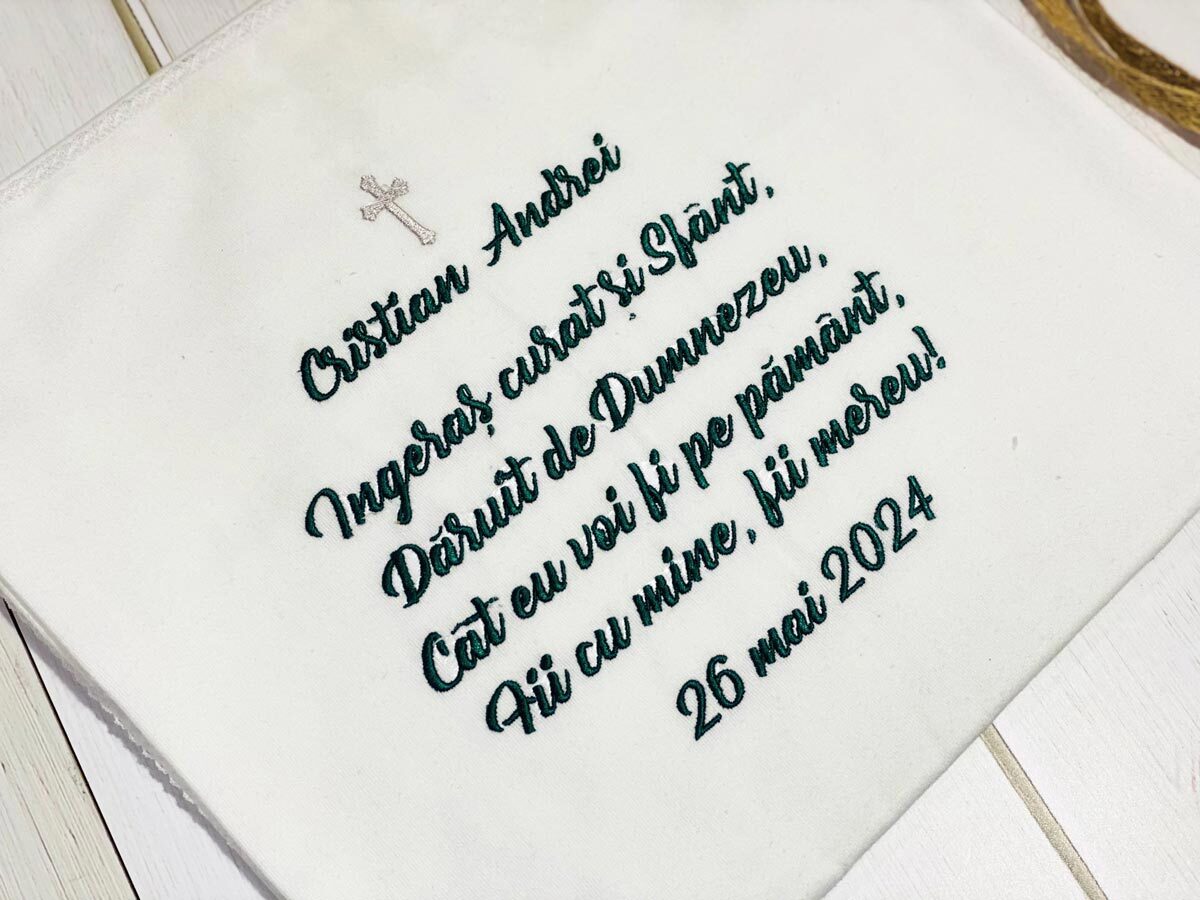 Cristian Andrei
Ingeraș curat și Sfânt,
Dăruit de Dumnezeu,
Cât eu voi fi pe pământ,
Fii cu mine, fii mereu!
26 mai 2024